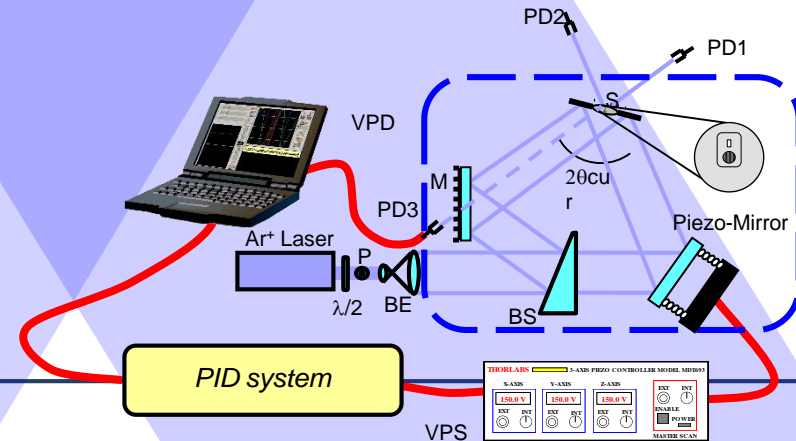 PD2
PD1
S
VPD
M
2θcu
r
PD3
Piezo-Mirror
Ar⁺ Laser
P
λ/2
BE
BS
PID system
THORLABS 3-AXIS PIEZO CONTROLLER MODEL MDT693
X-AXIS Y-AXIS Z-AXIS
150.0 V 150.0 V 150.0 V
EXT INT EXT INT EXT INT EXT INT
ENABLE
POWER
MASTER SCAN
VPS